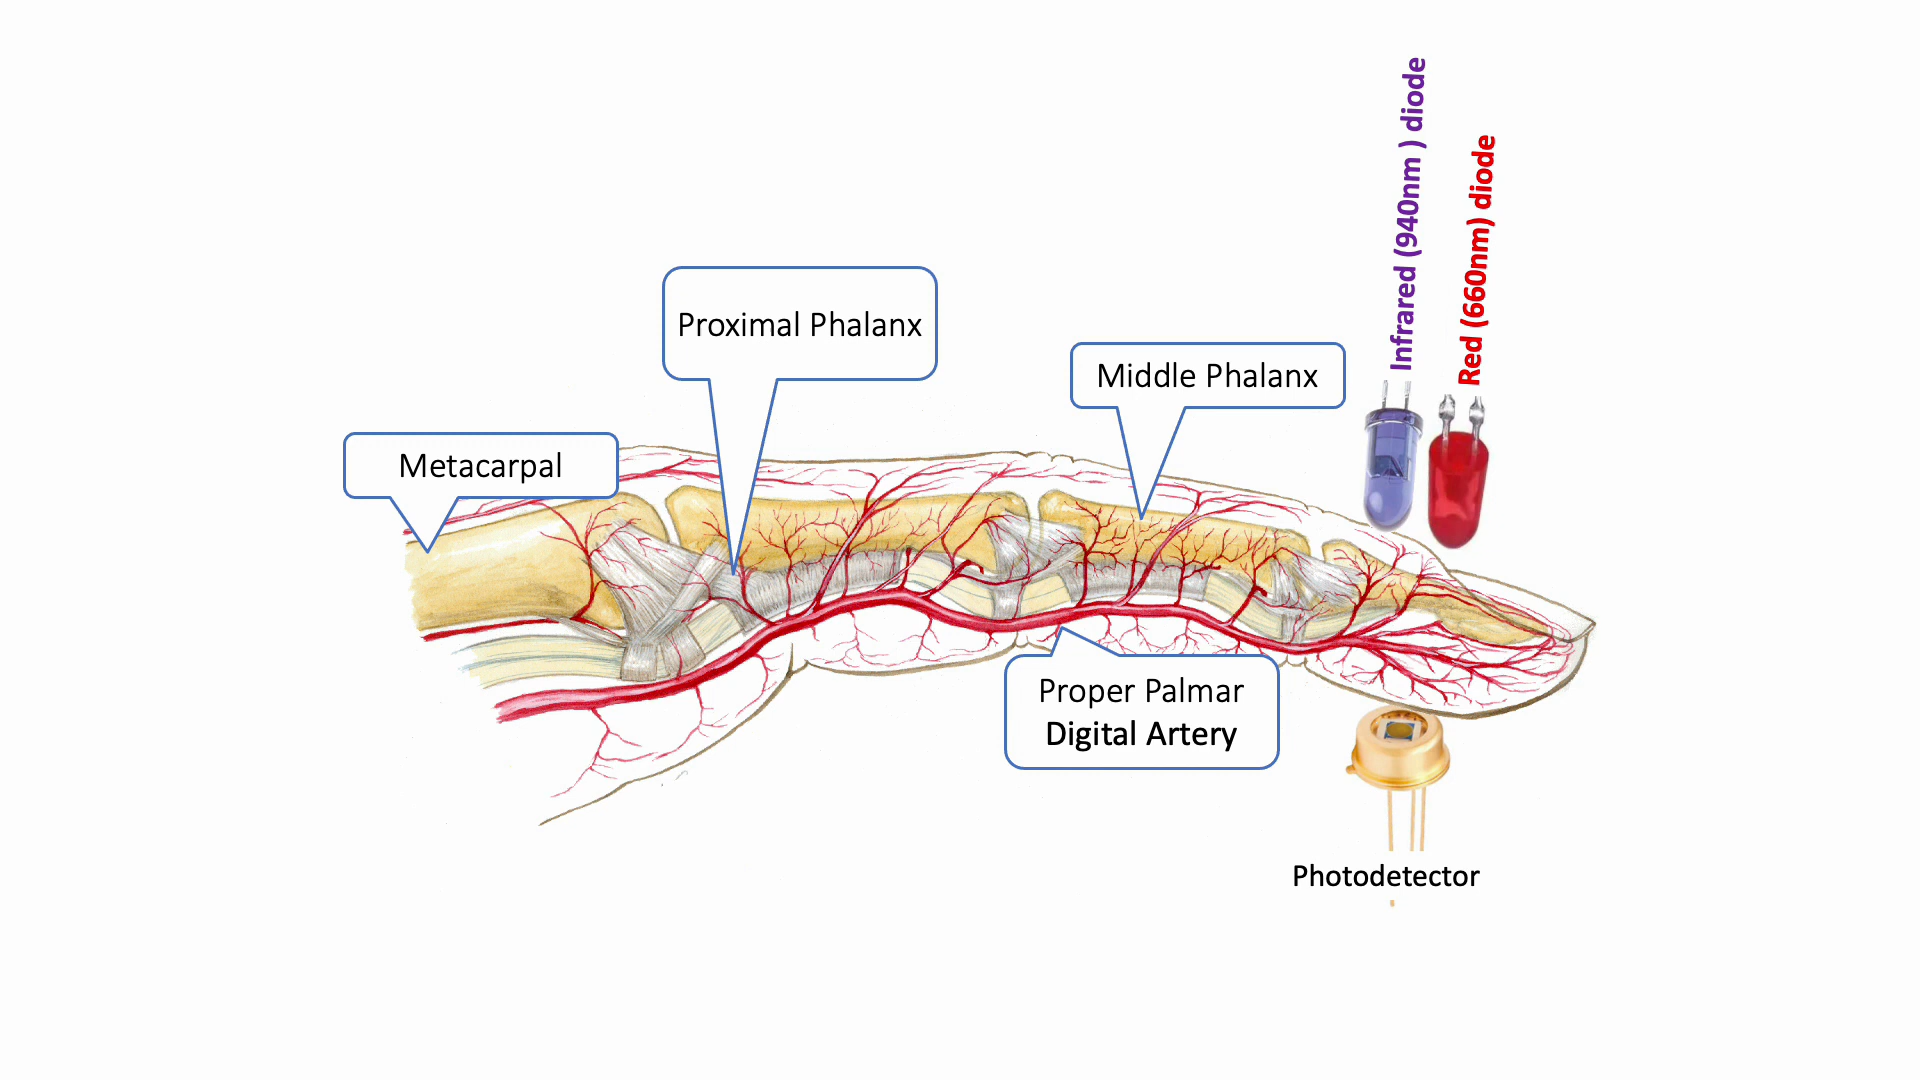 Infrared (940nm ) diode
Red (660nm) diode
Proximal Phalanx
Middle Phalanx
Metacarpal
Proper Palmar
Digital Artery
Photodetector